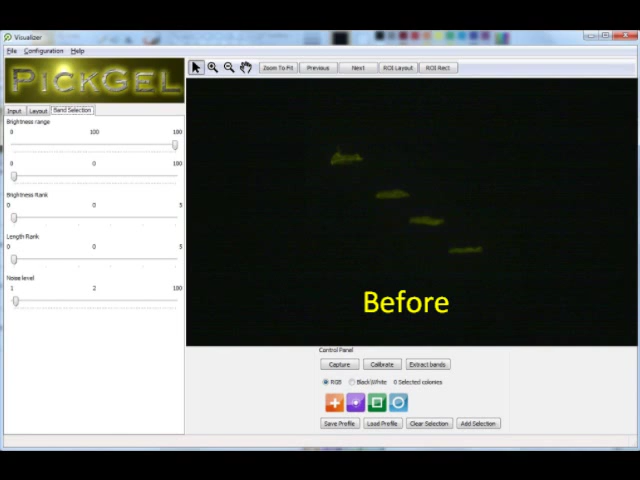 Visualizer
File Configuration Help
PICKGEL
Zoom To Fit Previous Next ROI Layout ROI Rect
Input Layout Band Selection
Brightness range
0 100 100
0 0 100
Brightness Rank
0 0 5
Length Rank
0 0 5
Noise level
1 2 100
Before
Control Panel
Capture Calibrate Extract bands
RGB Black\White 0 Selected colonies
Save Profile Load Profile Clear Selection Add Selection